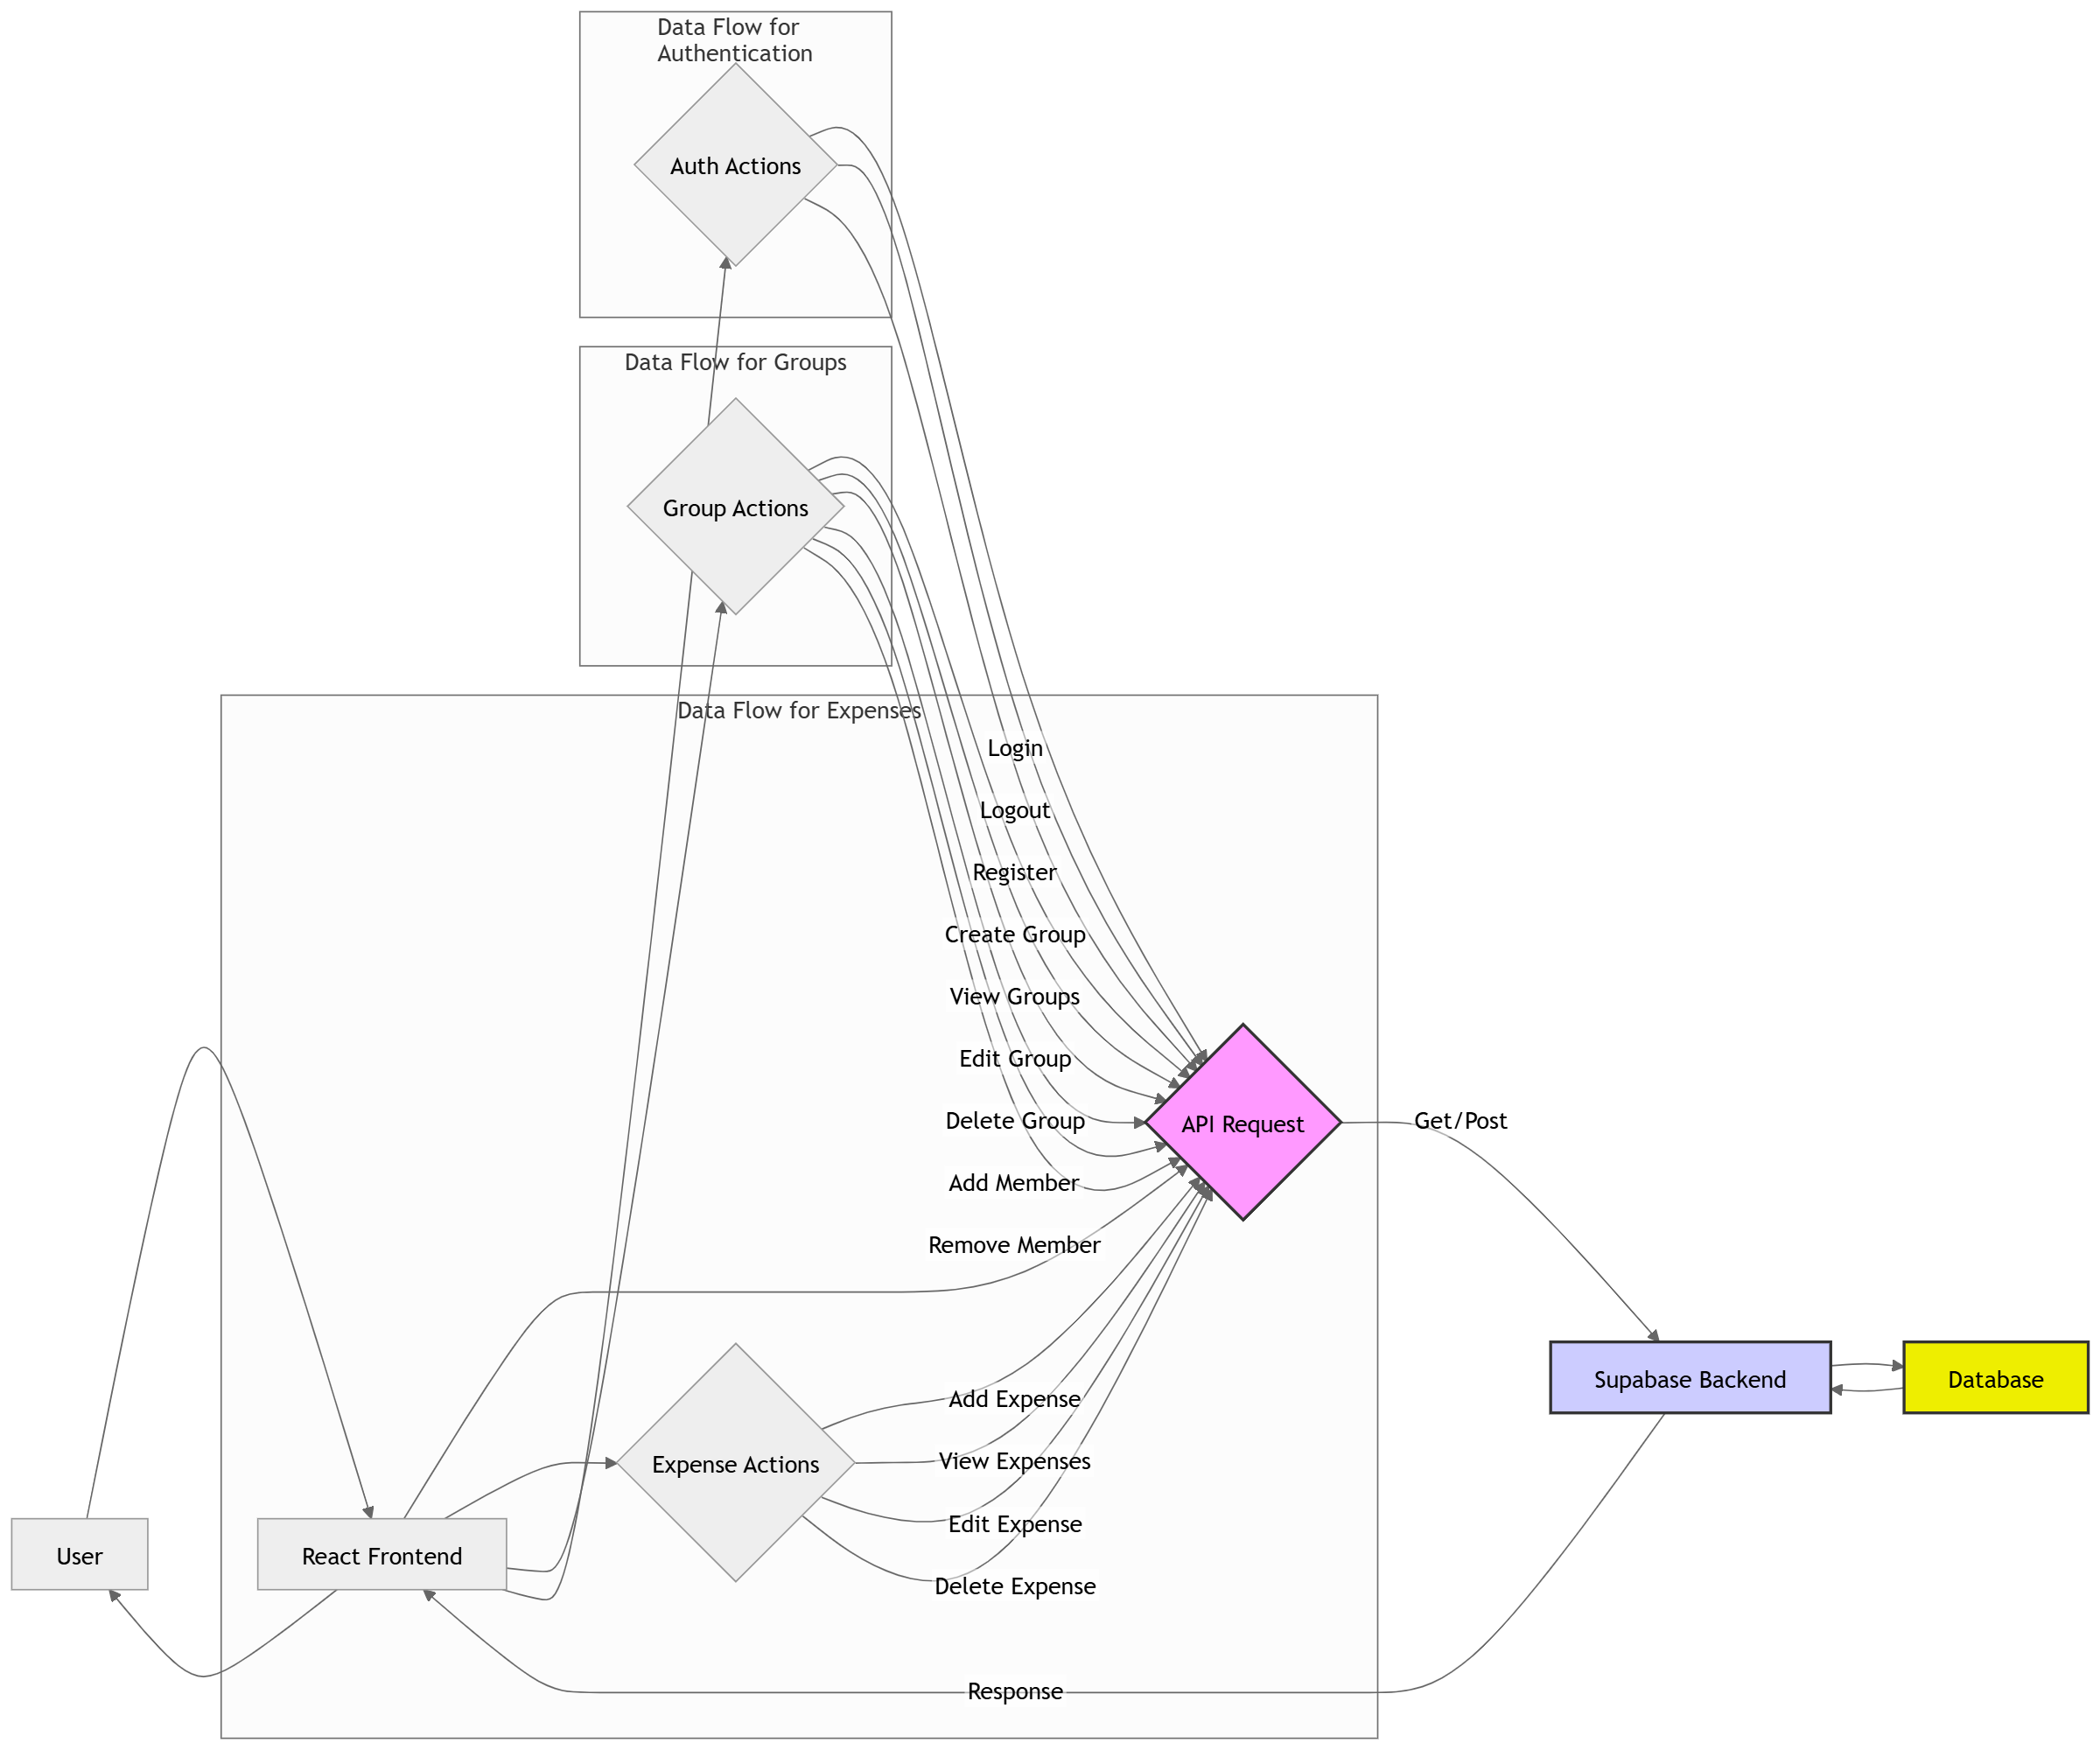 Data Flow for
Authentication
Auth Actions
Data Flow for Groups
Group Actions
Data Flow for Expenses
Login
Logout
Register
Create Group
View Groups
Edit Group
Delete Group
API Request
Get/Post
Add Member
Remove Member
Supabase Backend
Database
Add Expense
Expense Actions
View Expenses
Edit Expense
User
React Frontend
Delete Expense
Response